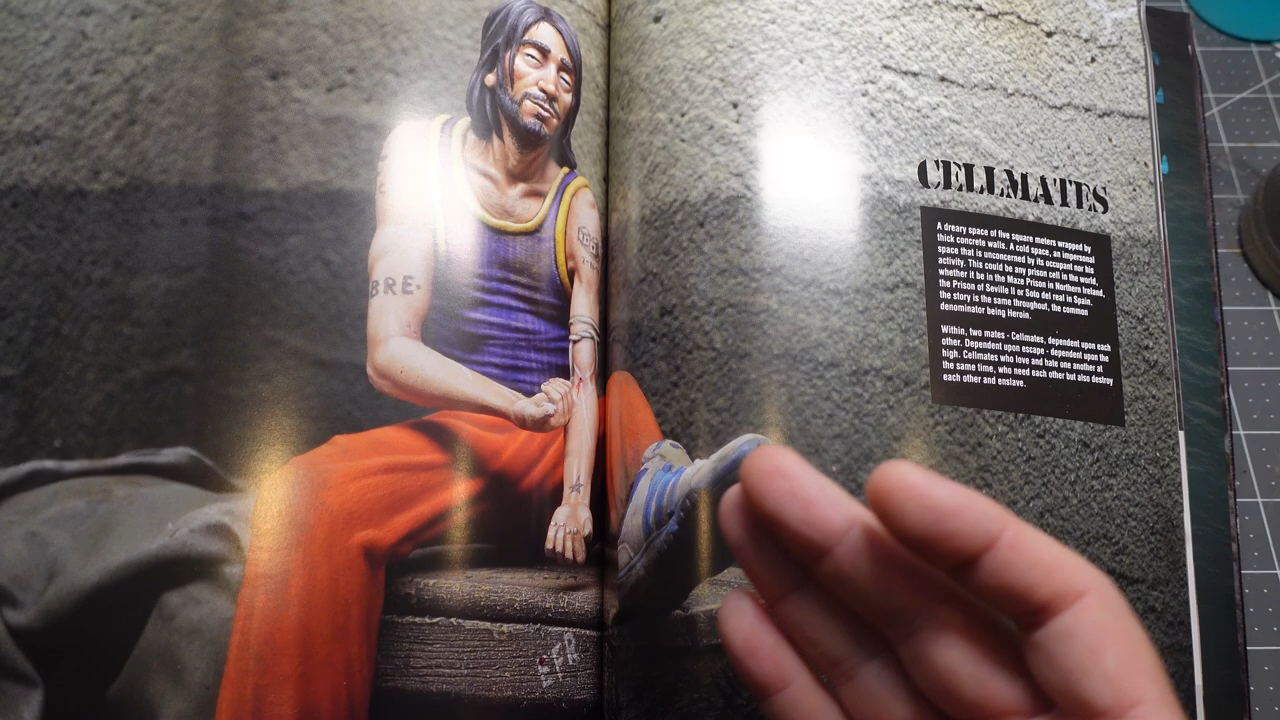 CELLMATES
A dreary space of five square meters wrapped by
thick concrete walls. A cold space, an impersonal
space that is unconcerned by its occupant nor his
activity. This could be any prison cell in the world,
whether it be in the Maze Prison in Northern Ireland,
the Prison of Seville II or Soto del real in Spain.
the story is the same throughout, the common
denominator being Heroin.
Within, two mates - Cellmates, dependent upon each
other. Dependent upon escape - dependent upon the
high. Cellmates who love and hate one another at
the same time, who need each other but also destroy
each other and enslave.
BRE.